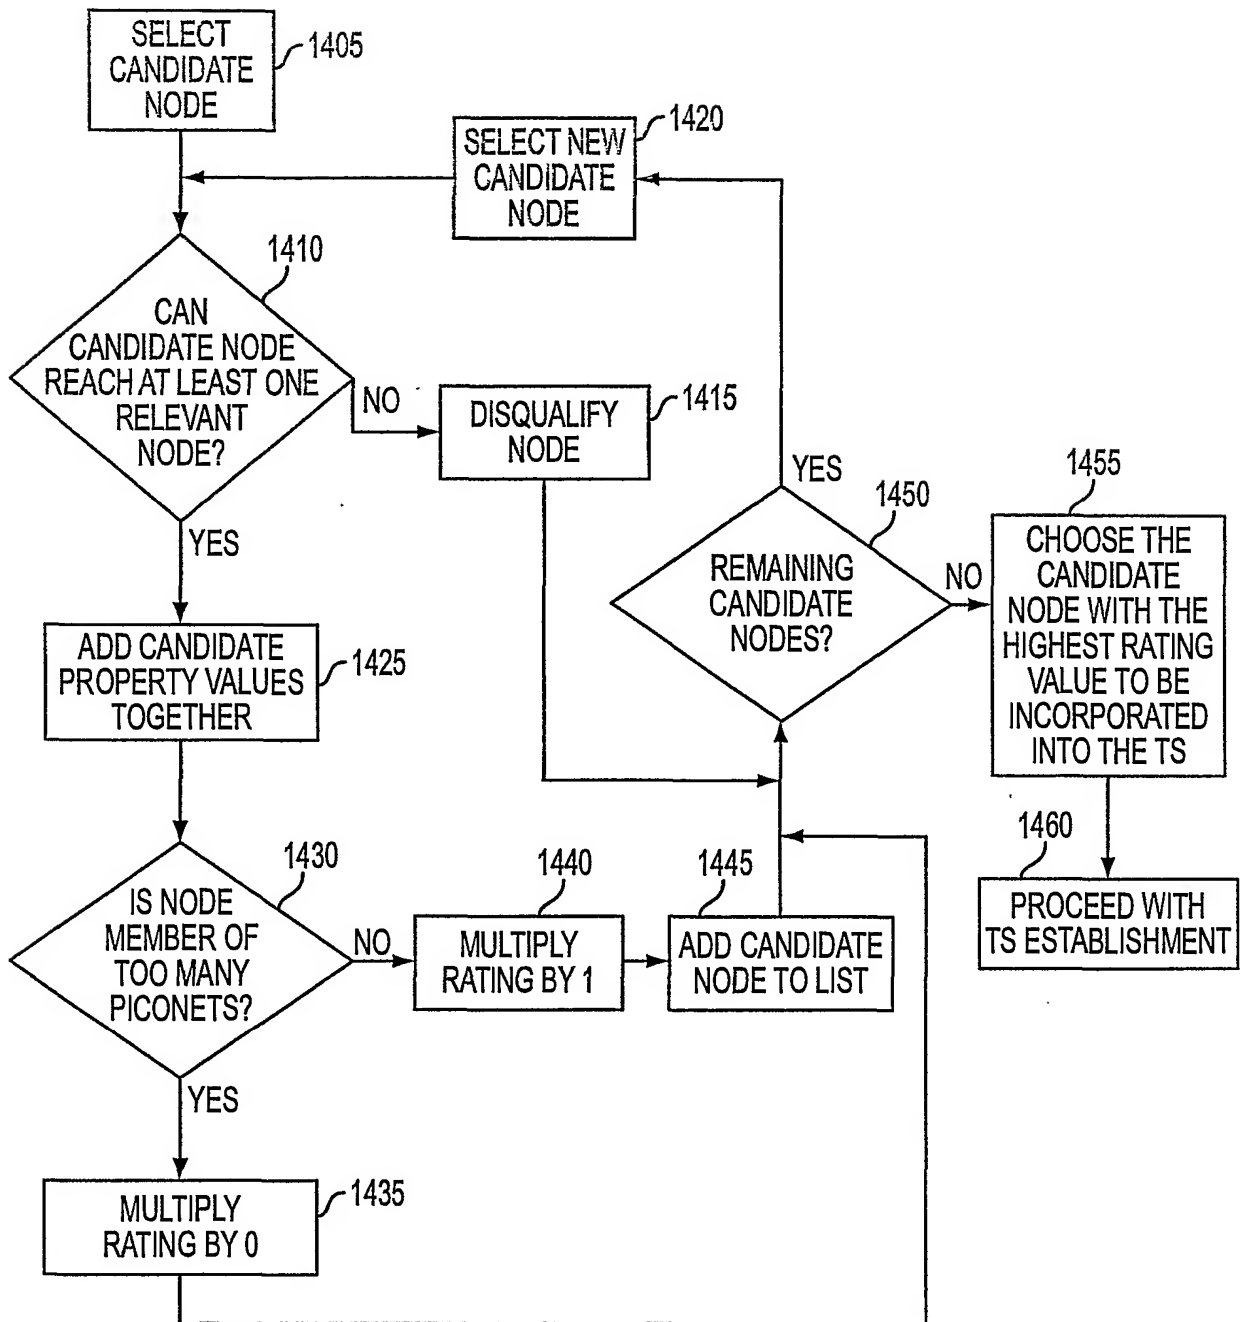 SELECT
CANDIDATE
NODE
1405
SELECT NEW
CANDIDATE
NODE
1420
1410
CAN
CANDIDATE NODE
REACH AT LEAST ONE
RELEVANT
NODE?
NO
DISQUALIFY
NODE
1415
YES
YES
1450
REMAINING
CANDIDATE
NODES?
NO
1455
CHOOSE THE
CANDIDATE
NODE WITH THE
HIGHEST RATING
VALUE TO BE
INCORPORATED
INTO THE TS
ADD CANDIDATE
PROPERTY VALUES
TOGETHER
1425
1460
PROCEED WITH
TS ESTABLISHMENT
1430
IS NODE
MEMBER OF
TOO MANY
PICONETS?
NO
1440
MULTIPLY
RATING BY 1
1445
ADD CANDIDATE
NODE TO LIST
YES
MULTIPLY
RATING BY 0
1435